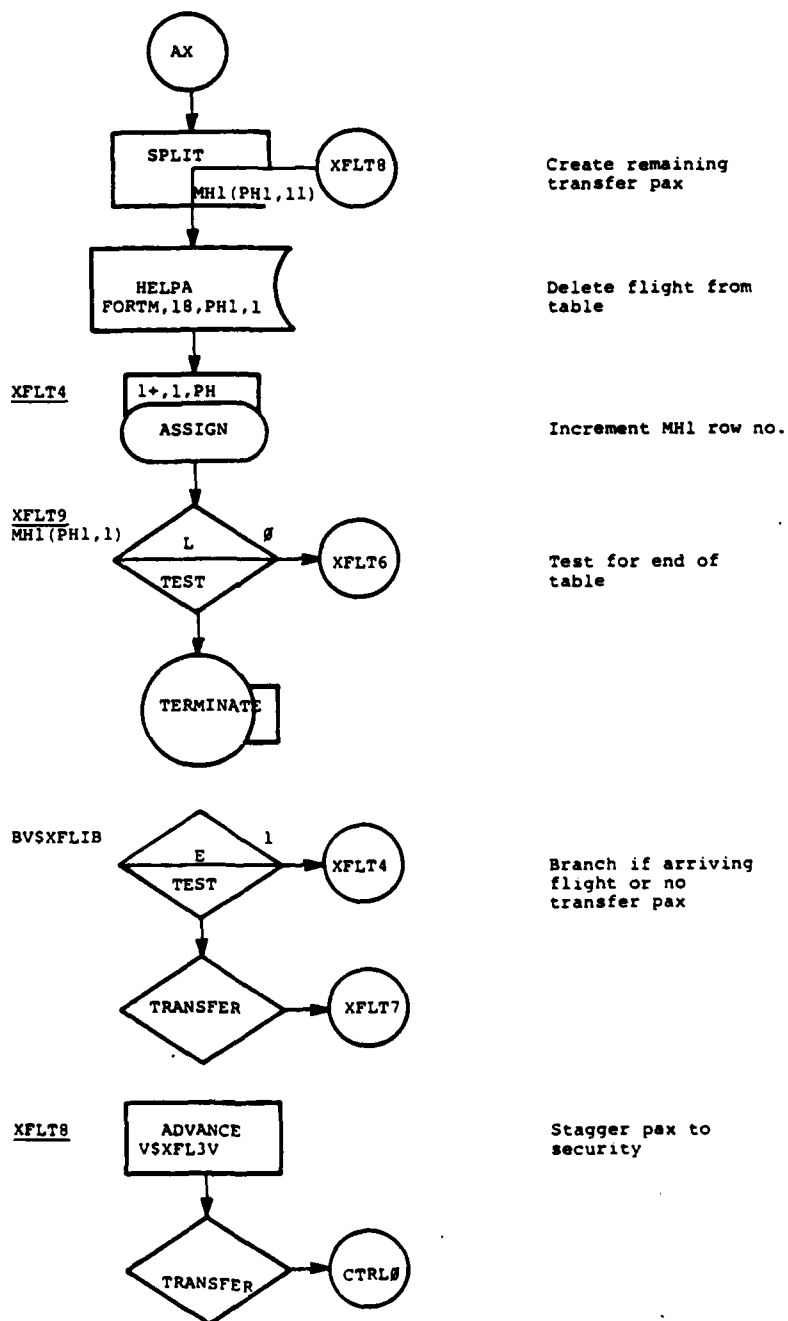 AX
SPLIT
XFLT8
MH1(PH1,11)
Create remaining
transfer pax
HELPA
FORTM,18,PH1,1
Delete flight from
table
XFLT4
1+,1,PH
ASSIGN
Increment MH1 row no.
XFLT9
MH1(PH1,1)
L
Ø
TEST
XFLT6
Test for end of
table
TERMINATE
BV$XFLIB
E
1
TEST
XFLT4
Branch if arriving
flight or no
transfer pax
TRANSFER
XFLT7
XFLT8
ADVANCE
V$XFL3V
Stagger pax to
security
TRANSFER
CTRLØ